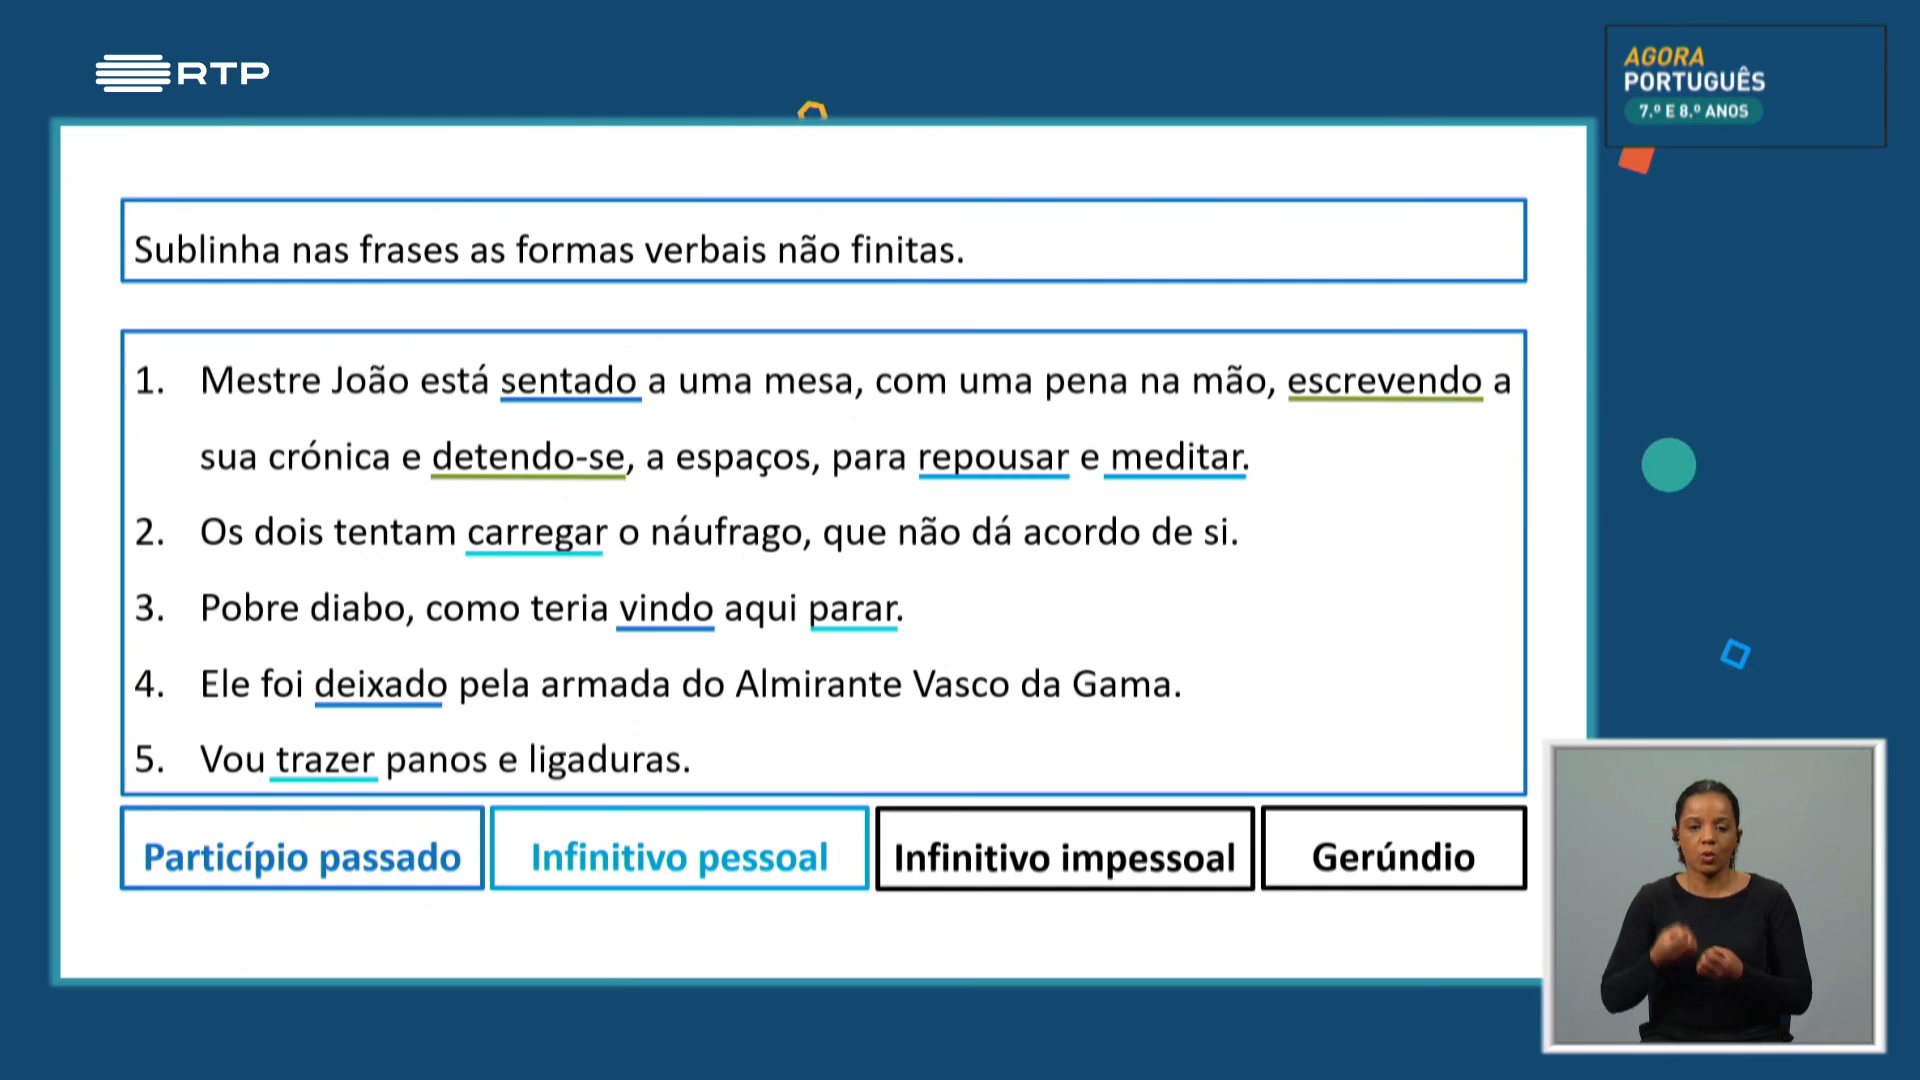 RTP
AGORA
PORTUGUÊS
7.º E 8.º ANOS
Sublinha nas frases as formas verbais não finitas.
1. Mestre João está sentado a uma mesa, com uma pena na mão, escrevendo a
sua crónica e detendo-se, a espaços, para repousar e meditar.
2. Os dois tentam carregar o náufrago, que não dá acordo de si.
3. Pobre diabo, como teria vindo aqui parar.
4. Ele foi deixado pela armada do Almirante Vasco da Gama.
5. Vou trazer panos e ligaduras.
Particípio passado
Infinitivo pessoal
Infinitivo impessoal
Gerúndio